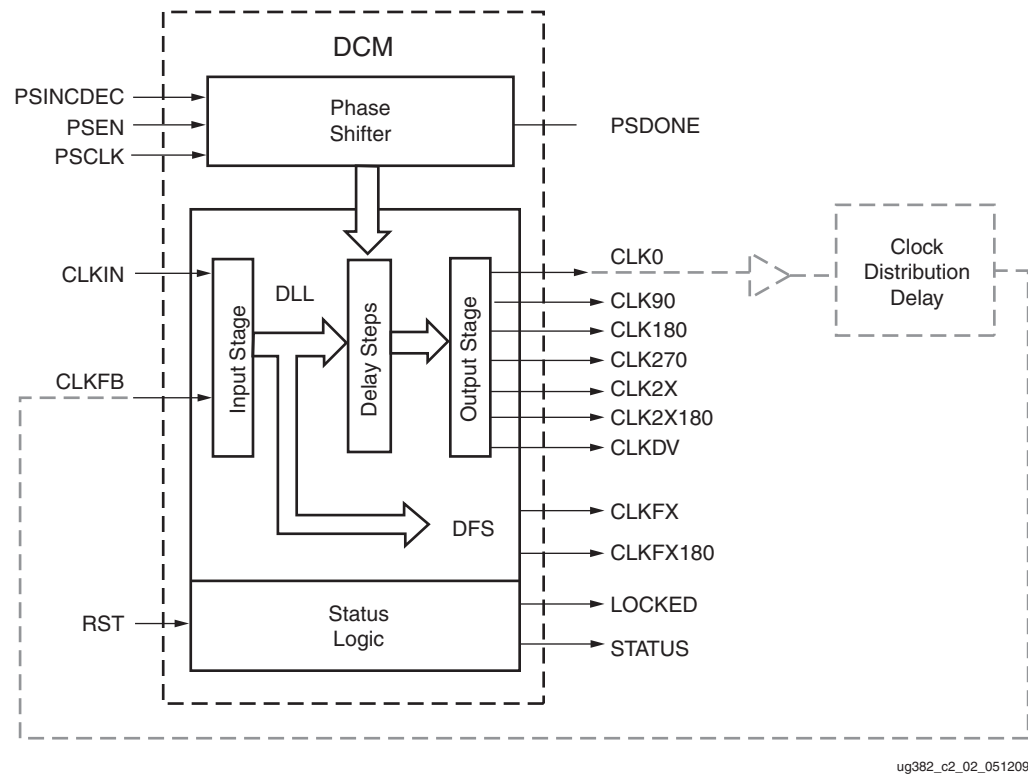 DCM
PSINCDEC
PSEN
PSCLK
Phase
Shifter
PSDONE
CLKIN
CLKFB
Input Stage
DLL
Delay Steps
Output Stage
CLK0
CLK90
CLK180
CLK270
CLK2X
CLK2X180
CLKDV
Clock
Distribution
Delay
DFS
CLKFX
CLKFX180
RST
Status
Logic
LOCKED
STATUS
ug382_c2_02_051209